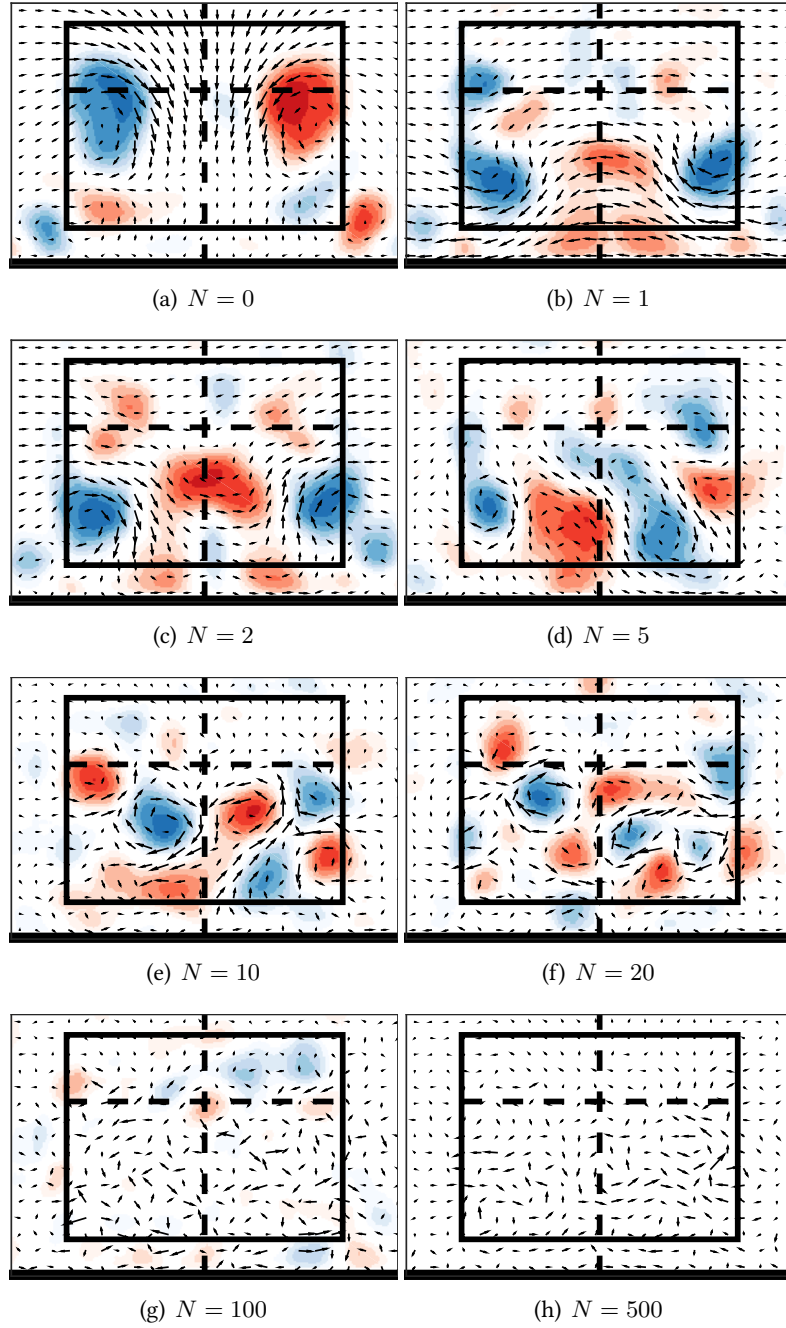 (a) N = 0
(b) N = 1
(c) N = 2
(d) N = 5
(e) N = 10
(f) N = 20
(g) N = 100
(h) N = 500